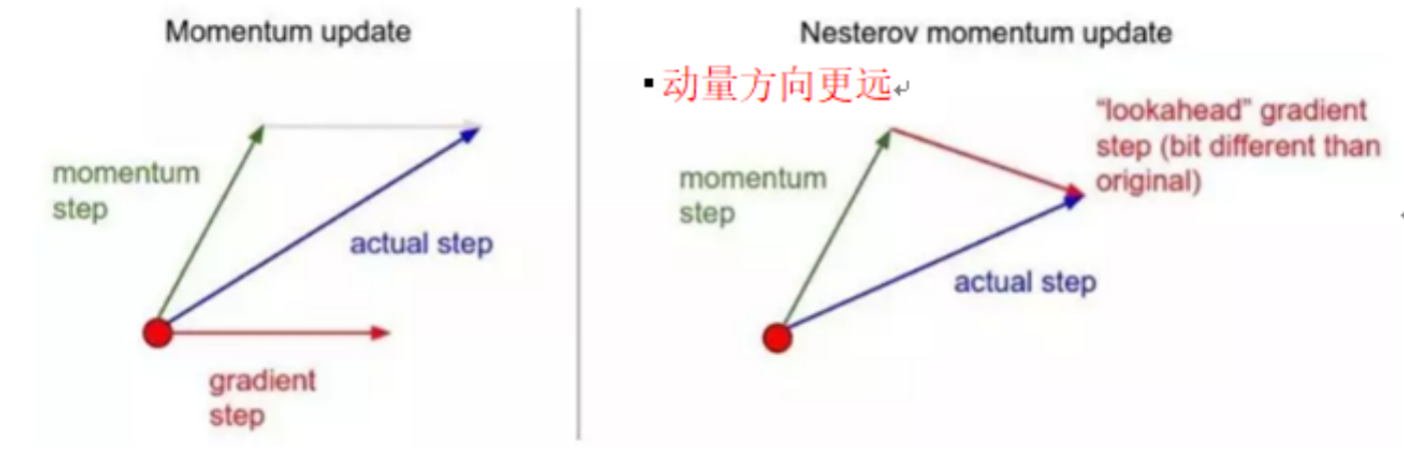 Momentum update
momentum
step
actual step
gradient
step
Nesterov momentum update
▪动量方向更远↵
“lookahead” gradient
step (bit different than
original)
momentum
step
actual step